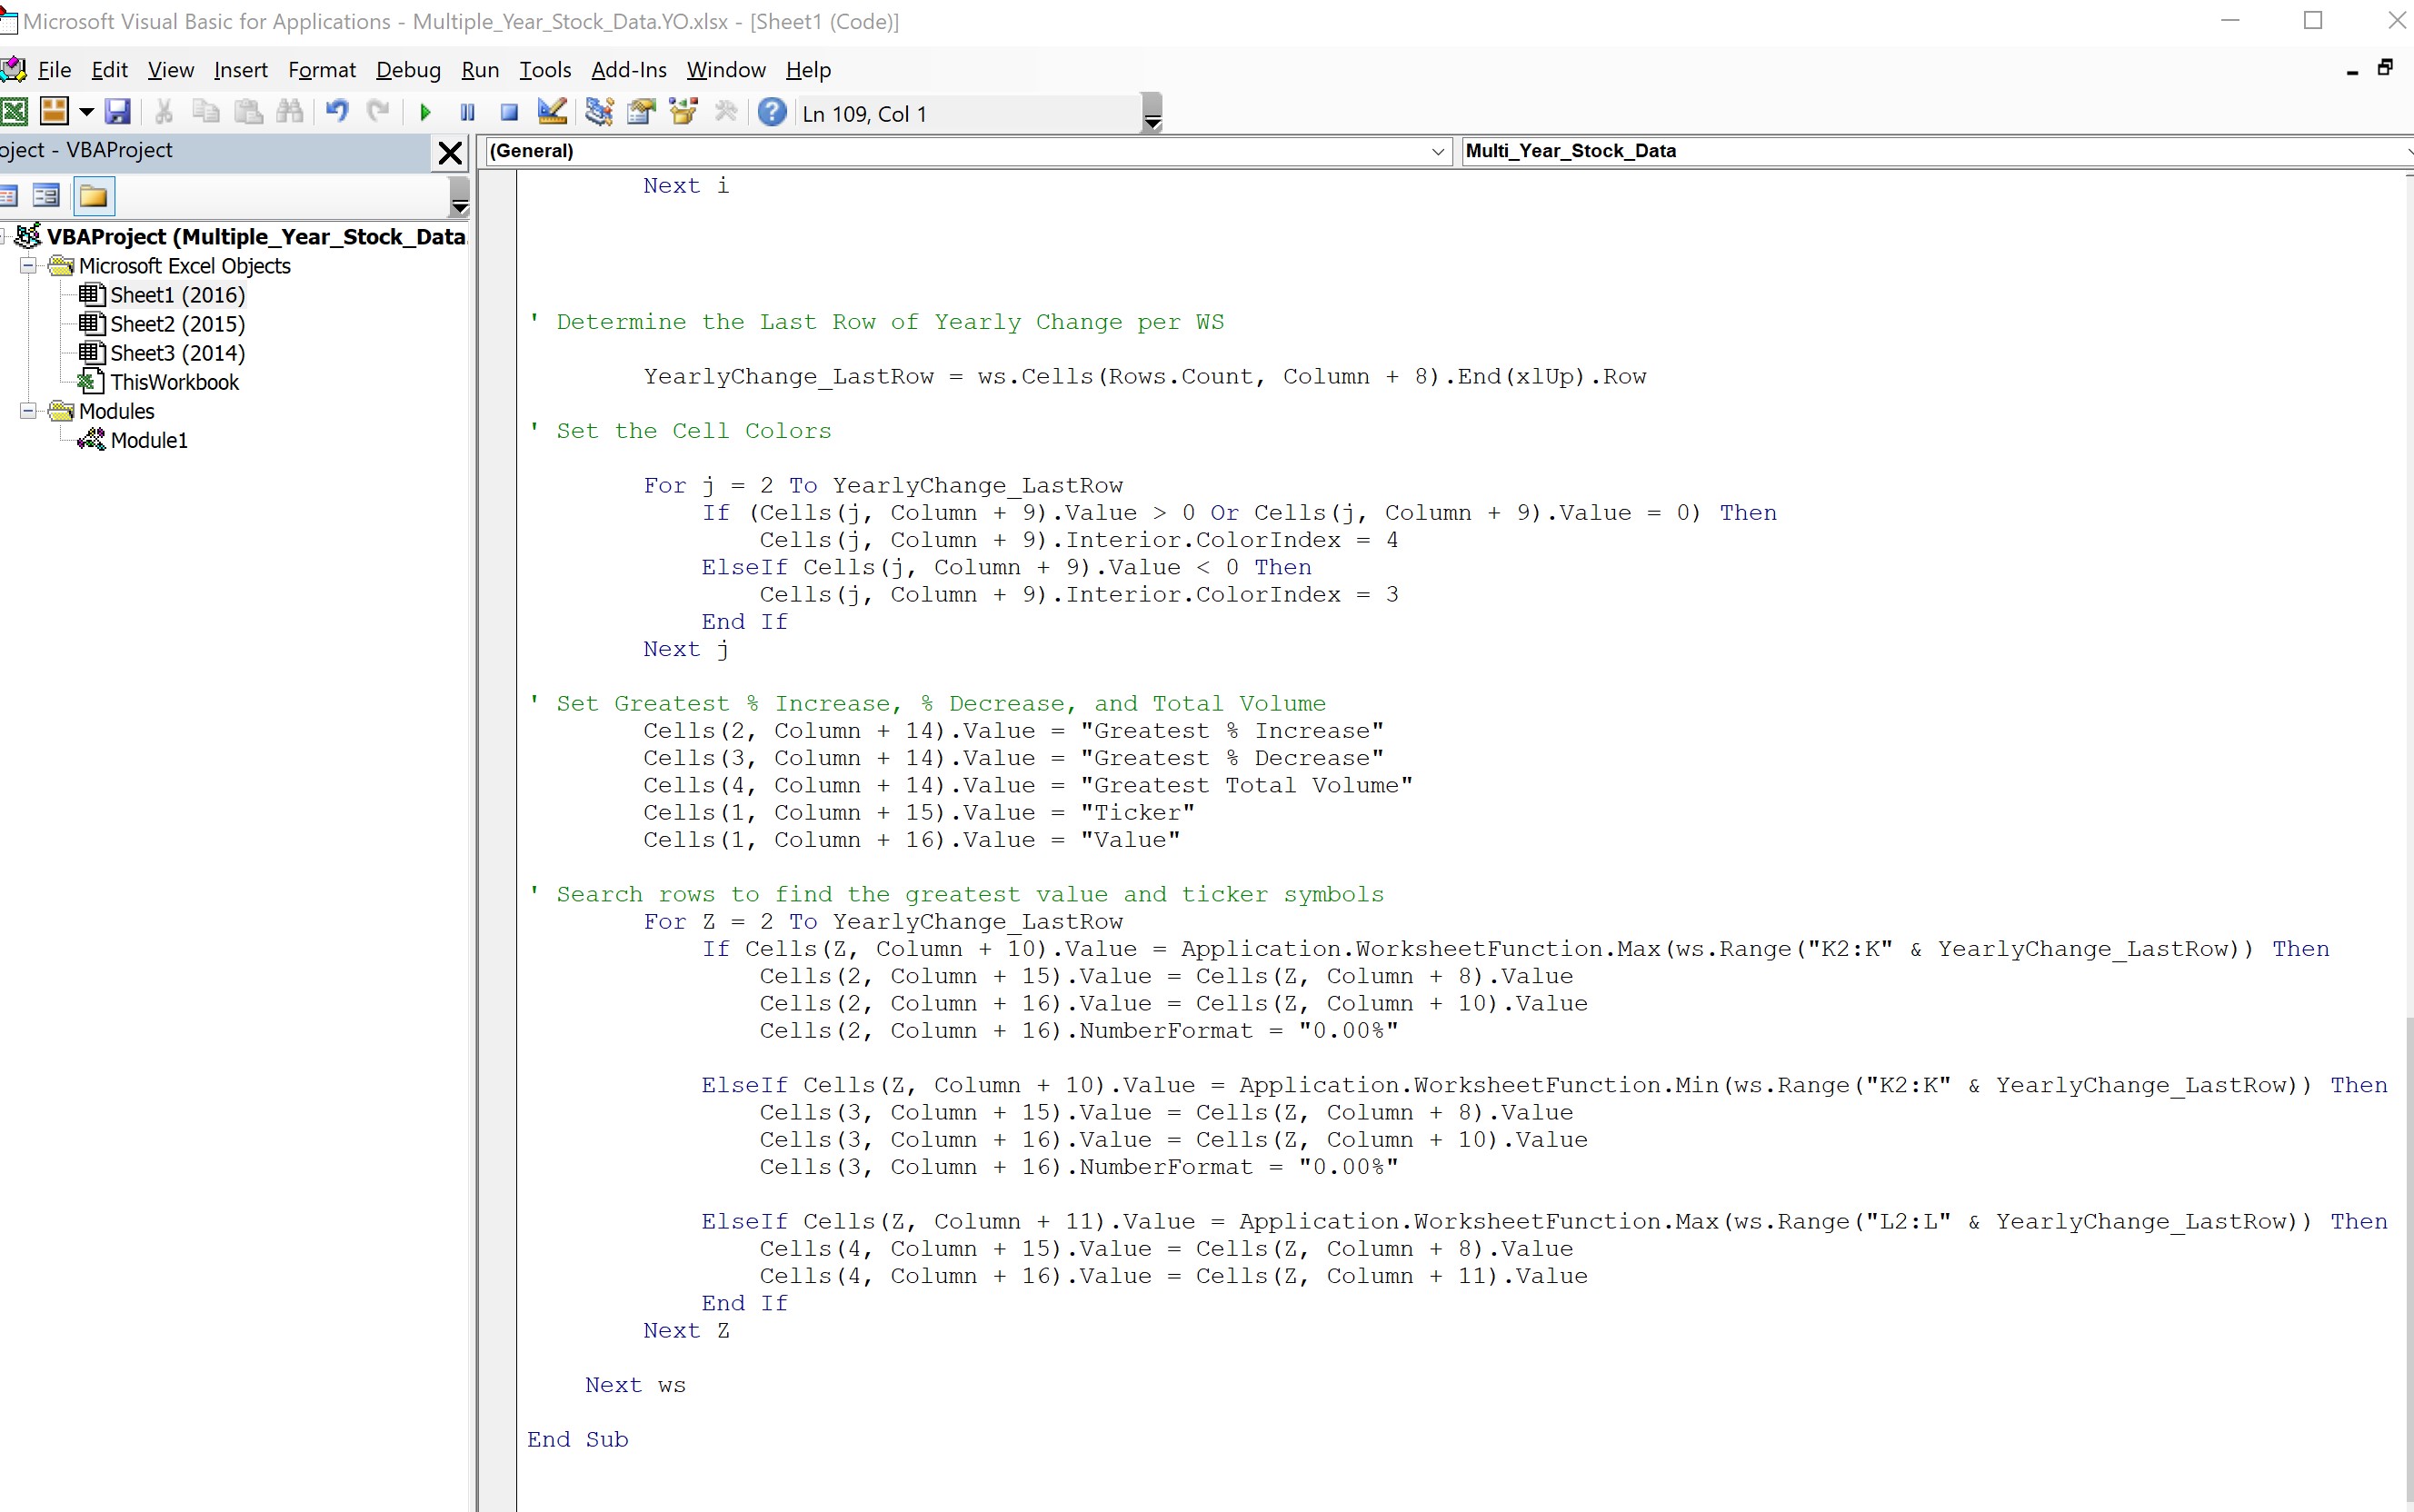 Microsoft Visual Basic for Applications - Multiple_Year_Stock_Data.YO.xlsx - [Sheet1 (Code)]
File Edit View Insert Format Debug Run Tools Add-Ins Window Help
Ln 109, Col 1
oject - VBAProject
(General)
Multi_Year_Stock_Data
VBAProject (Multiple_Year_Stock_Data.
Microsoft Excel Objects
Sheet1 (2016)
Sheet2 (2015)
Sheet3 (2014)
ThisWorkbook
Modules
Module1
Next i
' Determine the Last Row of Yearly Change per WS
YearlyChange_LastRow = ws.Cells(Rows.Count, Column + 8).End(xlUp).Row
' Set the Cell Colors
For j = 2 To YearlyChange_LastRow
If (Cells(j, Column + 9).Value > 0 Or Cells(j, Column + 9).Value = 0) Then
Cells(j, Column + 9).Interior.ColorIndex = 4
ElseIf Cells(j, Column + 9).Value < 0 Then
Cells(j, Column + 9).Interior.ColorIndex = 3
End If
Next j
' Set Greatest % Increase, % Decrease, and Total Volume
Cells(2, Column + 14).Value = "Greatest % Increase"
Cells(3, Column + 14).Value = "Greatest % Decrease"
Cells(4, Column + 14).Value = "Greatest Total Volume"
Cells(1, Column + 15).Value = "Ticker"
Cells(1, Column + 16).Value = "Value"
' Search rows to find the greatest value and ticker symbols
For Z = 2 To YearlyChange_LastRow
If Cells(Z, Column + 10).Value = Application.WorksheetFunction.Max(ws.Range("K2:K" & YearlyChange_LastRow)) Then
Cells(2, Column + 15).Value = Cells(Z, Column + 8).Value
Cells(2, Column + 16).Value = Cells(Z, Column + 10).Value
Cells(2, Column + 16).NumberFormat = "0.00%"
ElseIf Cells(Z, Column + 10).Value = Application.WorksheetFunction.Min(ws.Range("K2:K" & YearlyChange_LastRow)) Then
Cells(3, Column + 15).Value = Cells(Z, Column + 8).Value
Cells(3, Column + 16).Value = Cells(Z, Column + 10).Value
Cells(3, Column + 16).NumberFormat = "0.00%"
ElseIf Cells(Z, Column + 11).Value = Application.WorksheetFunction.Max(ws.Range("L2:L" & YearlyChange_LastRow)) Then
Cells(4, Column + 15).Value = Cells(Z, Column + 8).Value
Cells(4, Column + 16).Value = Cells(Z, Column + 11).Value
End If
Next Z
Next ws
End Sub